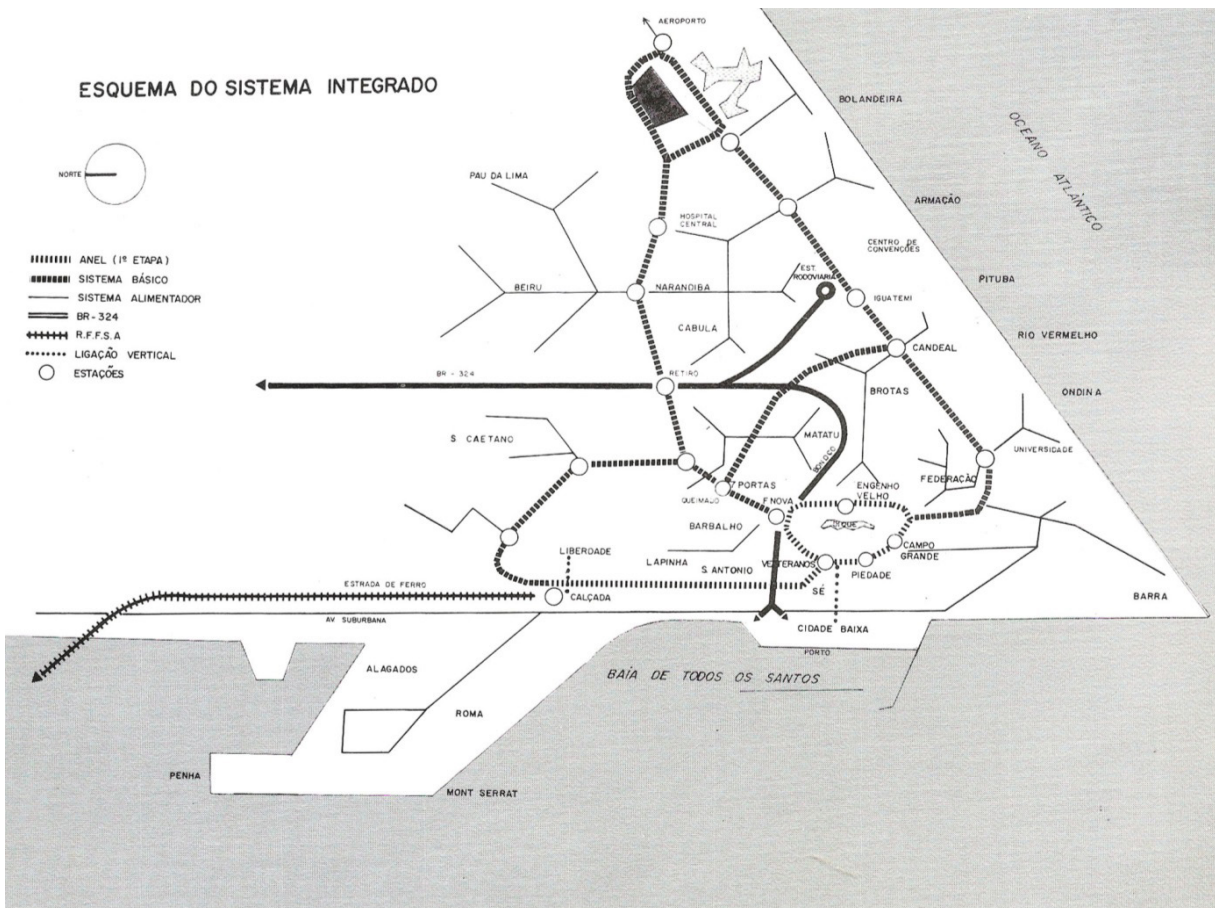 ESQUEMA DO SISTEMA INTEGRADO
NORTE
ANEL (1ª ETAPA)
SISTEMA BÁSICO
SISTEMA ALIMENTADOR
BR-324
R.F.F.S.A
LIGAÇÃO VERTICAL
ESTAÇÕES
AEROPORTO
BOLANDEIRA
OCEANO ATLÂNTICO
PAU DA LIMA
ARMAÇÃO
HOSPITAL
CENTRAL
CENTRO DE
CONVENÇÕES
EST.
RODOVIARIA
PITUBA
BEIRU
NARANDIBA
IGUATEMI
CABULA
RIO VERMELHO
CANDEAL
BR - 324
RETIRO
BROTAS
ONDINA
S. CAETANO
MATATU
BONOCO
UNIVERSIDADE
FEDERAÇÃO
7 PORTAS
QUEIMADO
ENGENHO
VELHO
F. NOVA
BARBALHO
DIQUE
CAMPO
GRANDE
LIBERDADE
LAPINHA
S. ANTONIO
VETERANOS
PIEDADE
ESTRADA DE FERRO
SÉ
CALÇADA
BARRA
AV SUBURBANA
CIDADE BAIXA
PORTO
ALAGADOS
BAÍA DE TODOS OS SANTOS
ROMA
PENHA
MONT SERRAT